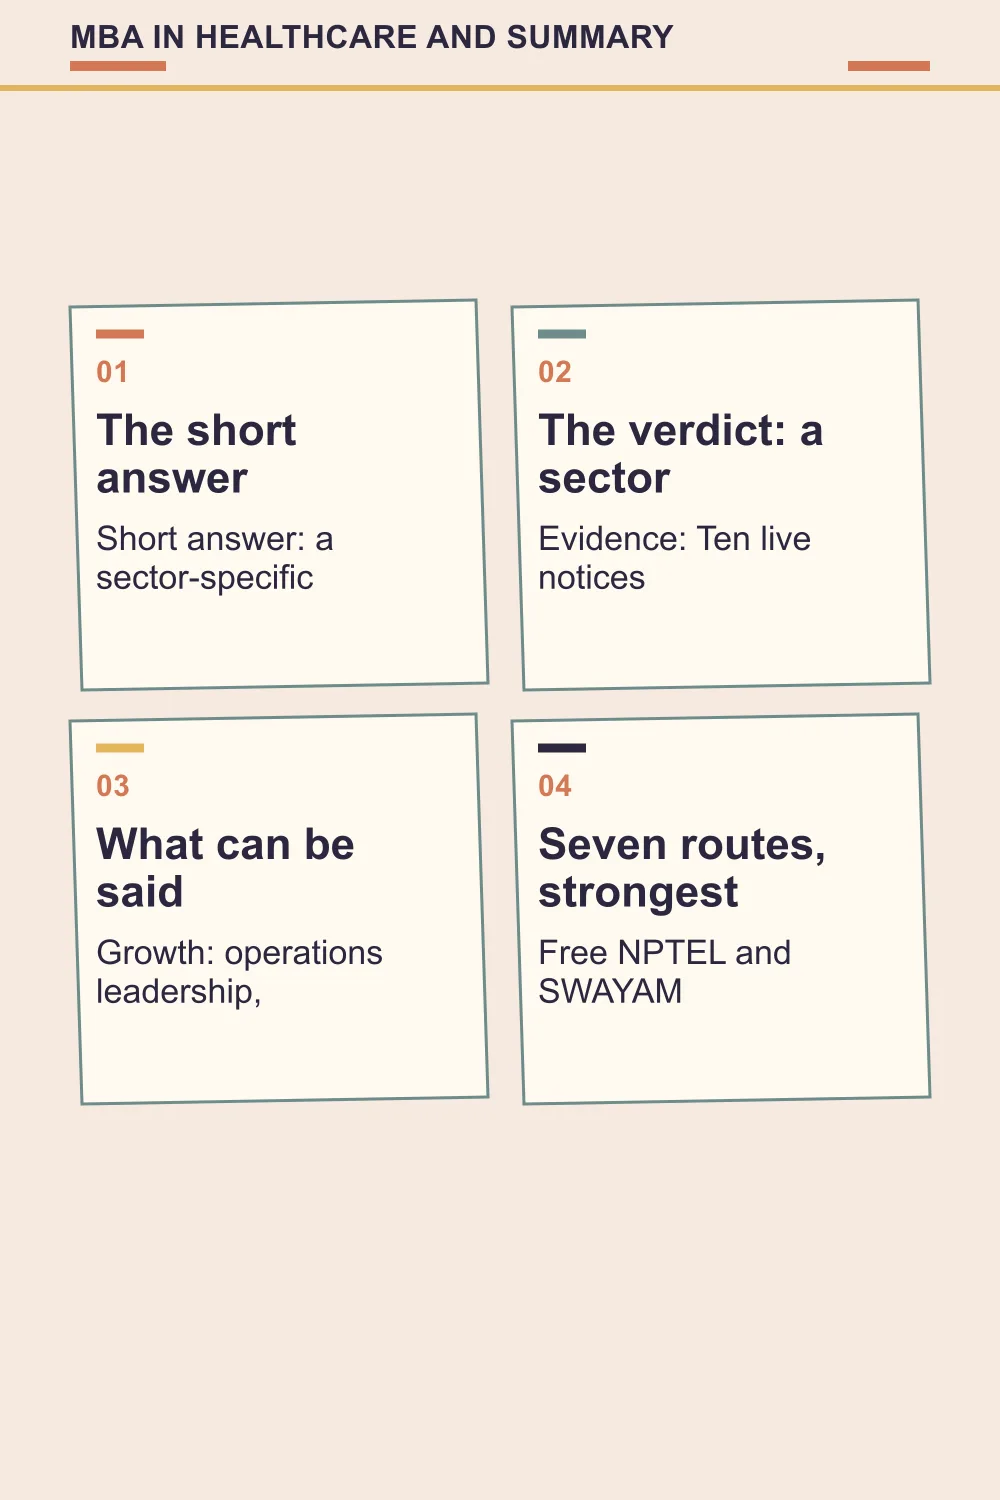 MBA IN HEALTHCARE AND SUMMARY
01
The short
answer
Short answer: a
sector-specific
02
The verdict: a
sector
Evidence: Ten live
notices
03
What can be
said
Growth: operations
leadership,
04
Seven routes,
strongest
Free NPTEL and
SWAYAM